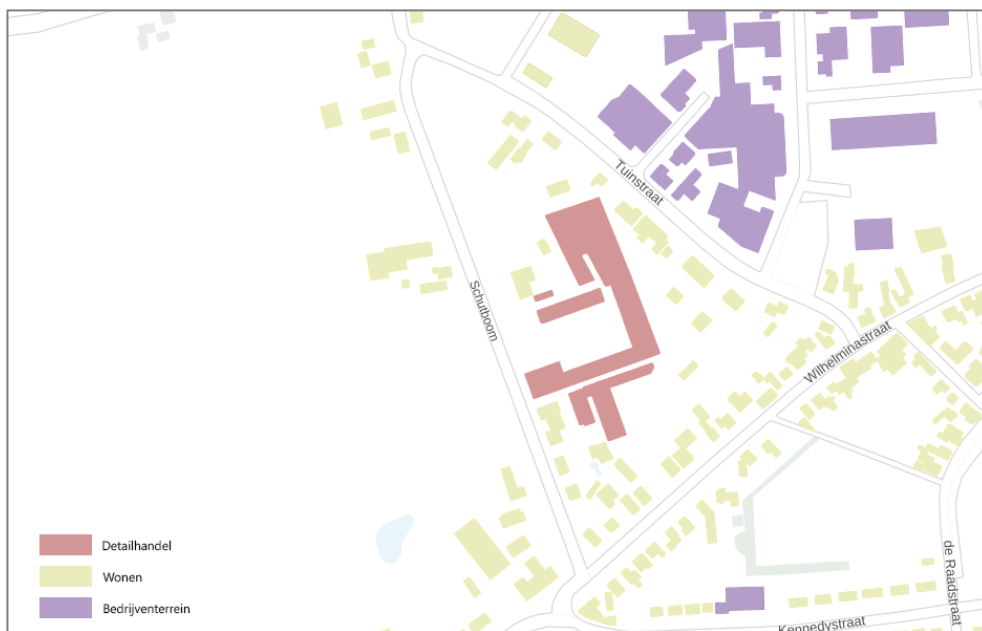 Tuinstraat
Schutboom
Wilhelminastraat
Detailhandel
Wonen
Bedrijventerrein
de Raadstraat
Kennedystraat